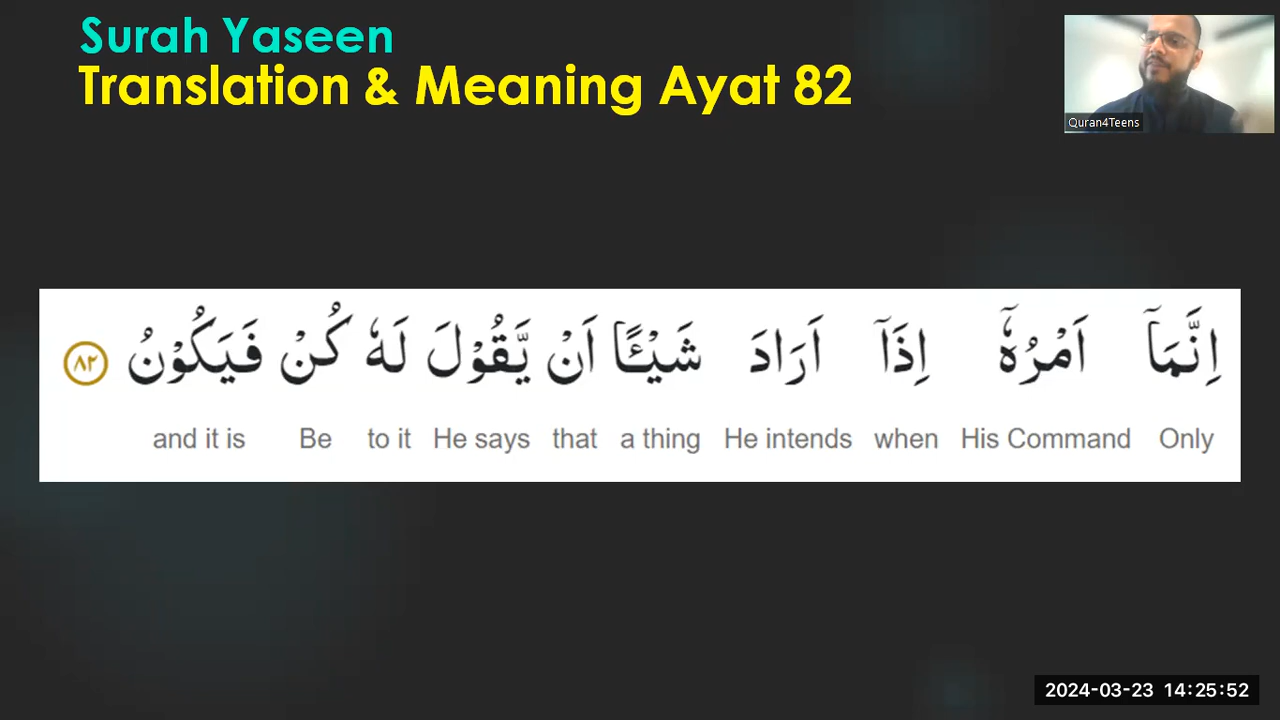 Surah Yaseen
Translation & Meaning Ayat 82
Quran4Teens
اِنَّمَاۤ اَمْرُهٗۤ اِذَاۤ اَرَادَ شَيْـًٔـا اَنْ يَّقُوْلَ لَهٗ كُنْ فَيَكُوْنُ ٨٢
and it is Be to it He says that a thing He intends when His Command Only
2024-03-23 14:25:52